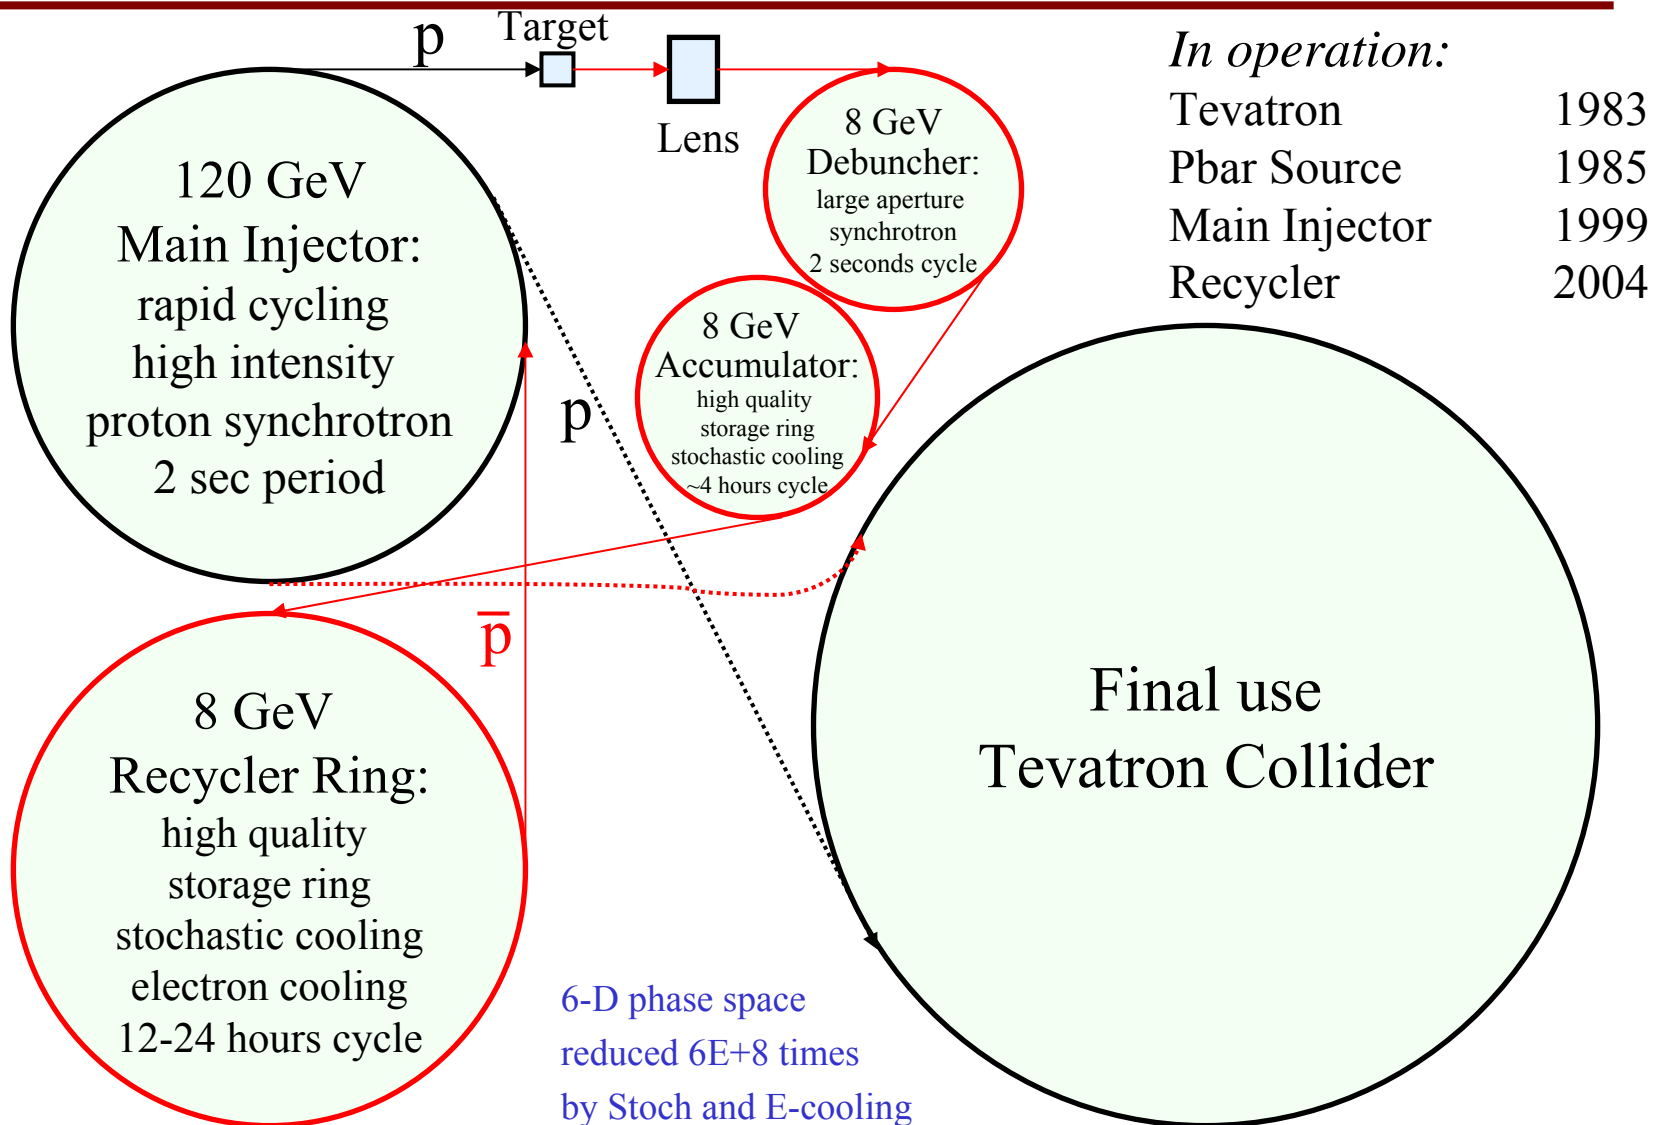 p
Target
Lens
In operation:
Tevatron 1983
Pbar Source 1985
Main Injector 1999
Recycler 2004
120 GeV
Main Injector:
rapid cycling
high intensity
proton synchrotron
2 sec period
8 GeV
Debuncher:
large aperture
synchrotron
2 seconds cycle
8 GeV
Accumulator:
high quality
storage ring
stochastic cooling
~4 hours cycle
p
p̅
8 GeV
Recycler Ring:
high quality
storage ring
stochastic cooling
electron cooling
12-24 hours cycle
Final use
Tevatron Collider
6-D phase space
reduced 6E+8 times
by Stoch and E-cooling